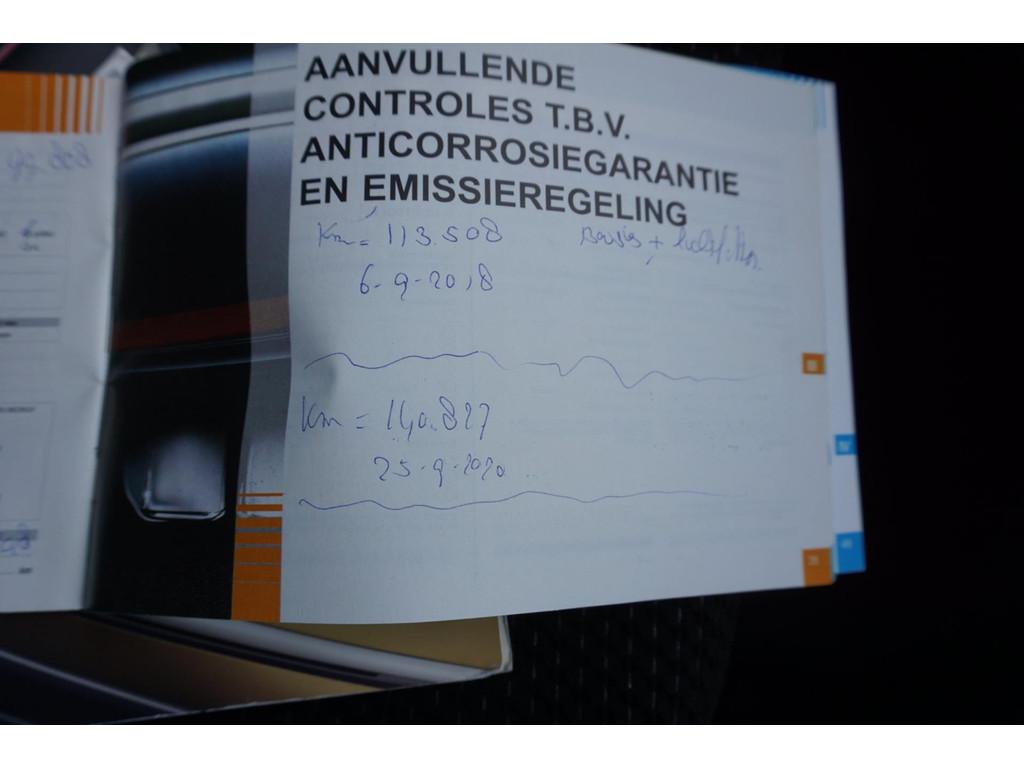 AANVULLENDE
CONTROLES T.B.V.
ANTICORROSIEGARANTIE
EN EMISSIEREGELING
Km = 113.508
6-9-2018
Km = 140.827
25-9-2020